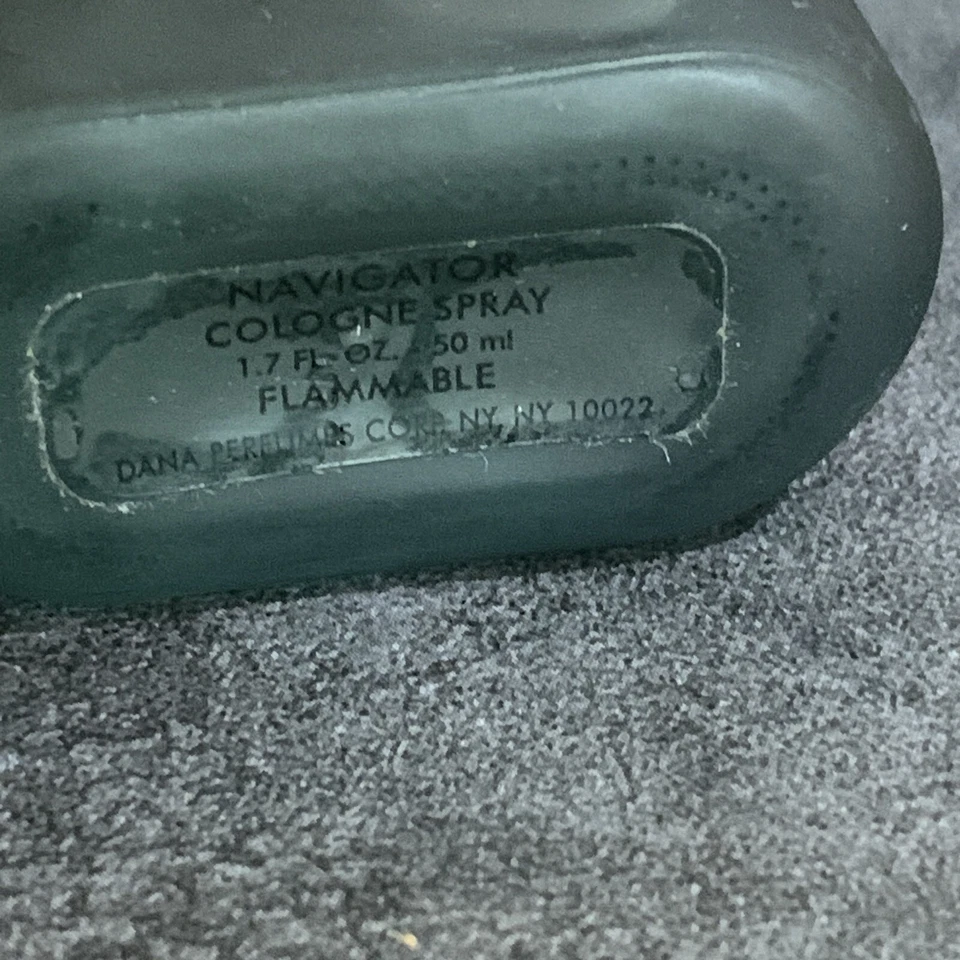 NAVIGATOR
COLOGNE SPRAY
1.7 FL. OZ. 50 ml
FLAMMABLE
DANA PERFUMES CORP. NY, NY 10022